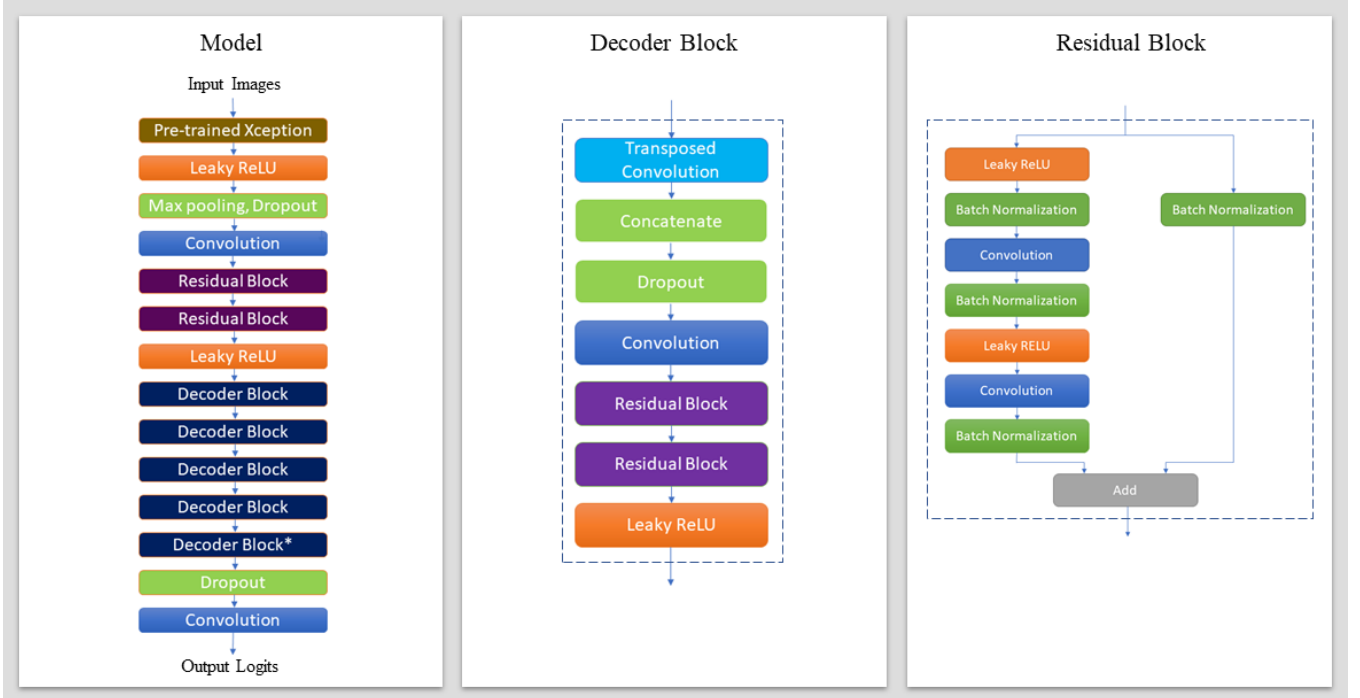 Model
Input Images
Pre-trained Xception
Leaky ReLU
Max pooling, Dropout
Convolution
Residual Block
Residual Block
Leaky ReLU
Decoder Block
Decoder Block
Decoder Block
Decoder Block
Decoder Block*
Dropout
Convolution
Output Logits
Decoder Block
Transposed
Convolution
Concatenate
Dropout
Convolution
Residual Block
Residual Block
Leaky ReLU
Residual Block
Leaky ReLU
Batch Normalization
Batch Normalization
Convolution
Batch Normalization
Leaky RELU
Convolution
Batch Normalization
Add